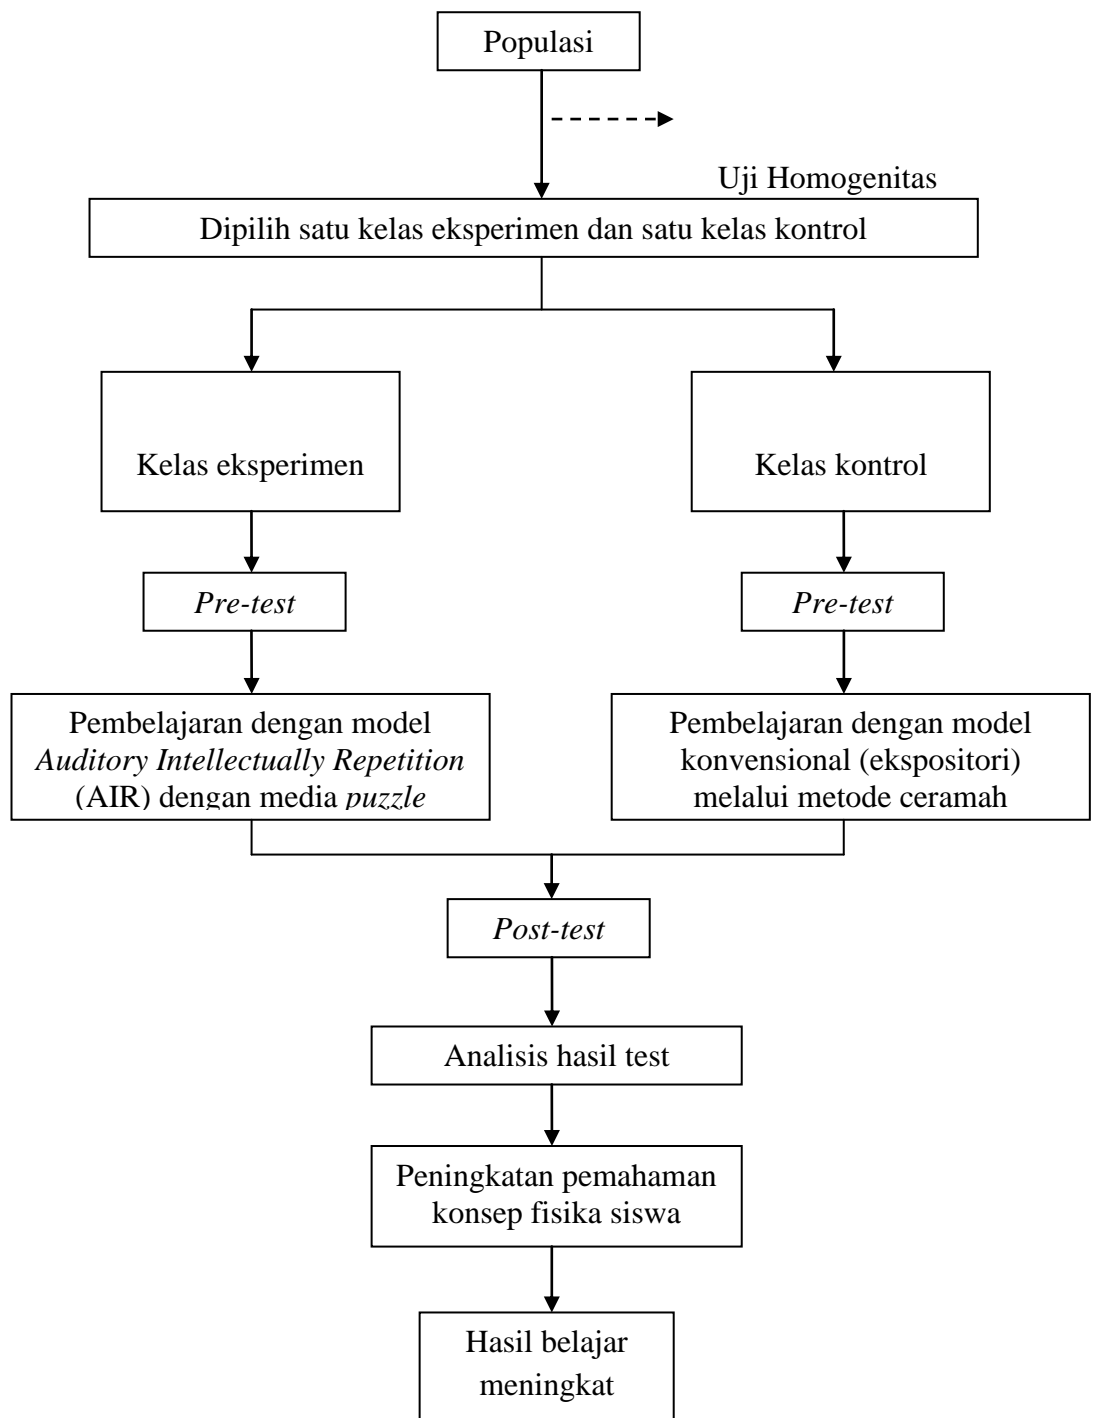 Populasi
Uji Homogenitas
Dipilih satu kelas eksperimen dan satu kelas kontrol
Kelas eksperimen
Kelas kontrol
Pre-test
Pre-test
Pembelajaran dengan model
Auditory Intellectually Repetition
(AIR) dengan media puzzle
Pembelajaran dengan model
konvensional (ekspositori)
melalui metode ceramah
Post-test
Analisis hasil test
Peningkatan pemahaman
konsep fisika siswa
Hasil belajar
meningkat